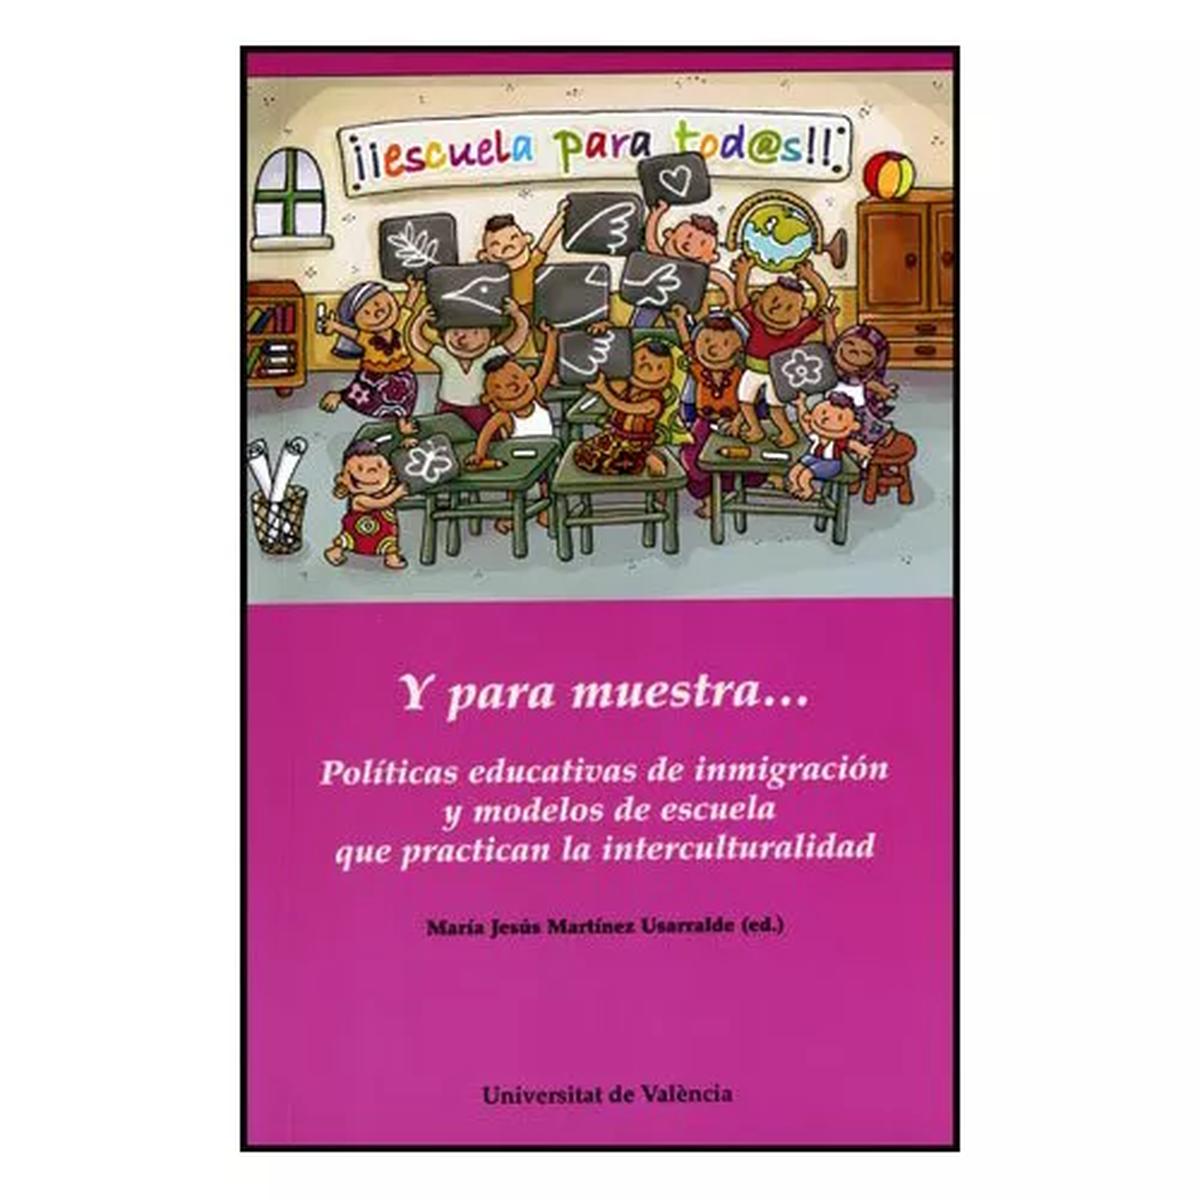 ¡¡escuela para tod@s!!
Y para muestra...
Políticas educativas de inmigración
y modelos de escuela
que practican la interculturalidad
María Jesús Martínez Usarralde (ed.)
Universitat de València